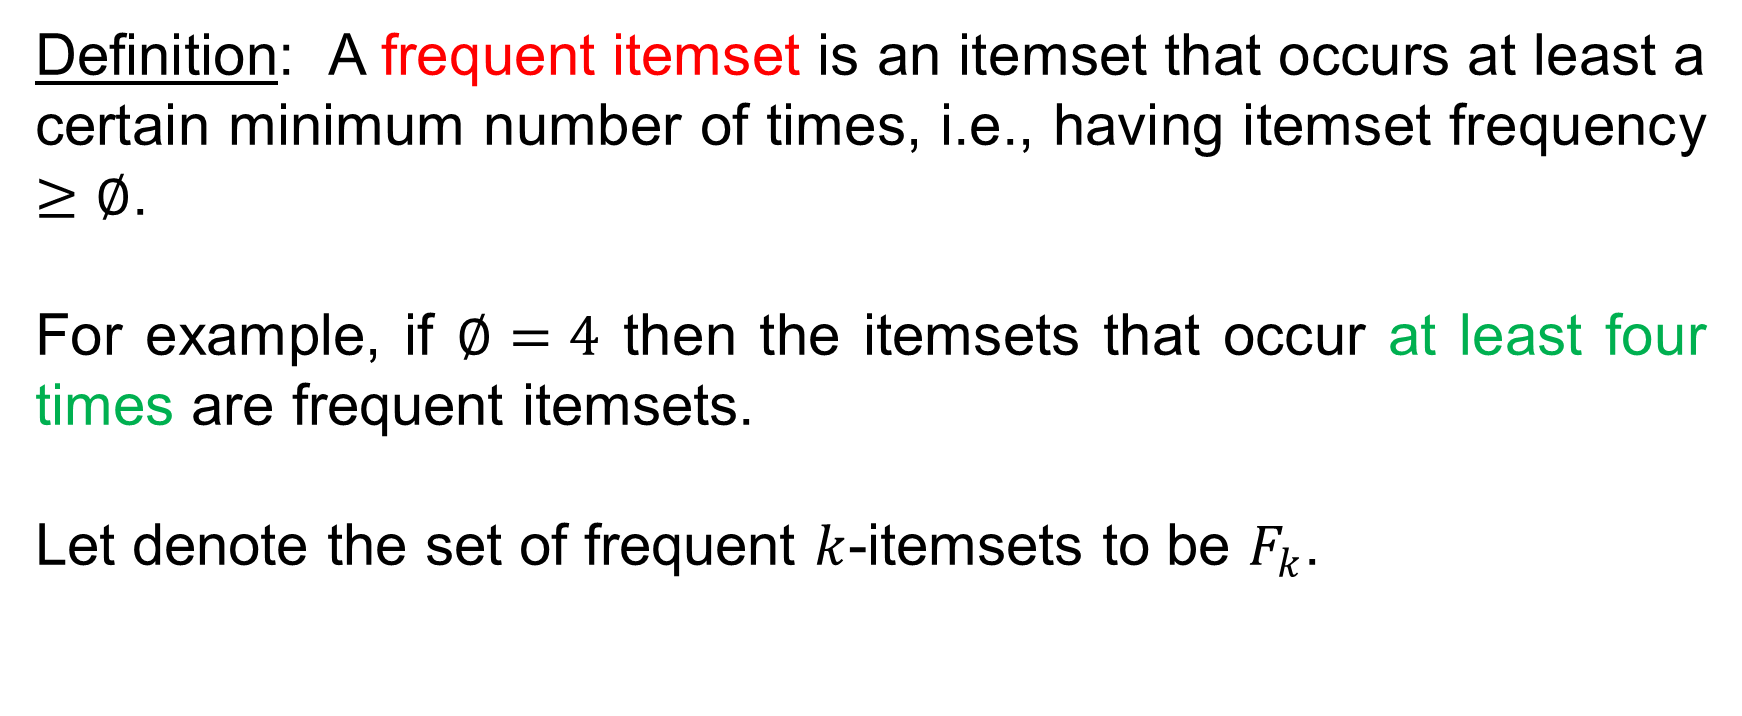 Definition: A frequent itemset is an itemset that occurs at least a
certain minimum number of times, i.e., having itemset frequency
≥ ∅.
For example, if ∅ = 4 then the itemsets that occur at least four
times are frequent itemsets.
Let denote the set of frequent k-itemsets to be Fₖ.